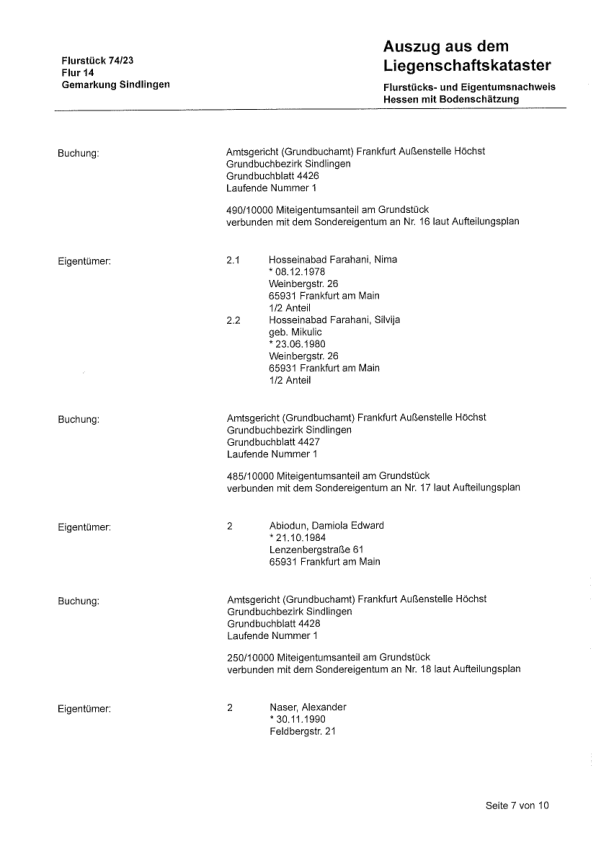 Flurstück 74/23
Flur 14
Gemarkung Sindlingen
Auszug aus dem
Liegenschaftskataster
Flurstücks- und Eigentumsnachweis
Hessen mit Bodenschätzung
Buchung: Amtsgericht (Grundbuchamt) Frankfurt Außenstelle Höchst
Grundbuchbezirk Sindlingen
Grundbuchblatt 4426
Laufende Nummer 1
490/10000 Miteigentumsanteil am Grundstück
verbunden mit dem Sondereigentum an Nr. 16 laut Aufteilungsplan
Eigentümer: 2.1 Hosseinabad Farahani, Nima
* 08.12.1978
Weinbergstr. 26
65931 Frankfurt am Main
1/2 Anteil
2.2 Hosseinabad Farahani, Silvija
geb. Mikulic
* 23.06.1980
Weinbergstr. 26
65931 Frankfurt am Main
1/2 Anteil
Buchung: Amtsgericht (Grundbuchamt) Frankfurt Außenstelle Höchst
Grundbuchbezirk Sindlingen
Grundbuchblatt 4427
Laufende Nummer 1
485/10000 Miteigentumsanteil am Grundstück
verbunden mit dem Sondereigentum an Nr. 17 laut Aufteilungsplan
Eigentümer: 2 Abiodun, Damiola Edward
* 21.10.1984
Lenzenbergstraße 61
65931 Frankfurt am Main
Buchung: Amtsgericht (Grundbuchamt) Frankfurt Außenstelle Höchst
Grundbuchbezirk Sindlingen
Grundbuchblatt 4428
Laufende Nummer 1
250/10000 Miteigentumsanteil am Grundstück
verbunden mit dem Sondereigentum an Nr. 18 laut Aufteilungsplan
Eigentümer: 2 Naser, Alexander
* 30.11.1990
Feldbergstr. 21
Seite 7 von 10